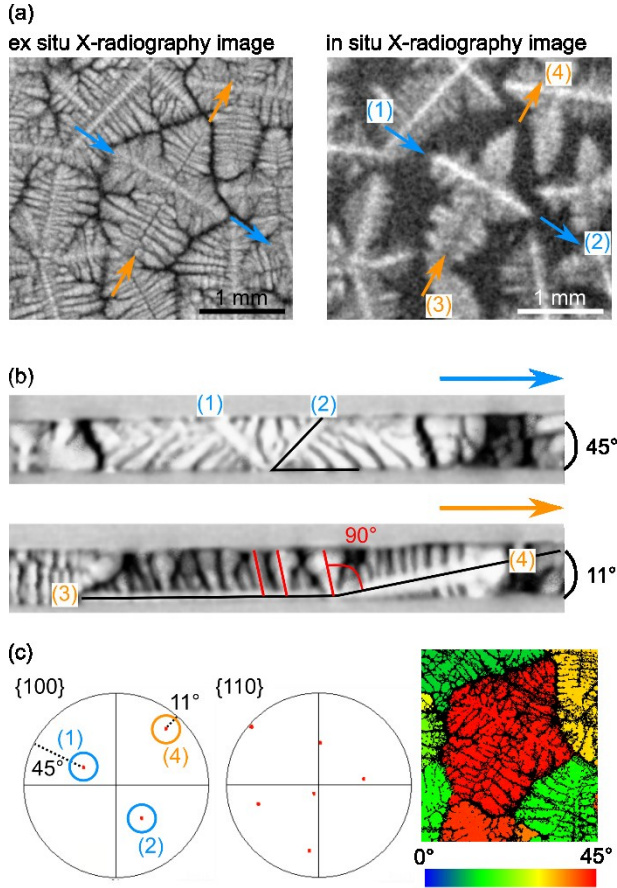 (a)
ex situ X-radiography image
in situ X-radiography image
(4)
(1)
(2)
(3)
1 mm
1 mm
(b)
(1)
(2)
45°
90°
(3)
(4)
11°
(c)
{100}
11°
{110}
(1)
(4)
45°
(2)
0°
45°